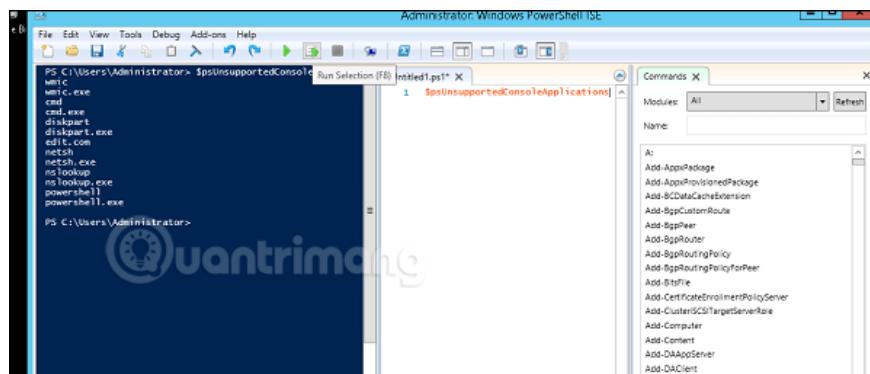 Administrator: Windows PowerShell ISE
File Edit View Tools Debug Add-ons Help
PS C:\Users\Administrator> $psUnsupportedConsole
wmic
wmic.exe
cmd
cmd.exe
diskpart
diskpart.exe
edit.com
netsh
netsh.exe
nslookup
nslookup.exe
powershell
powershell.exe
PS C:\Users\Administrator>
Run Selection (F8)
ntitled1.ps1* X
1 $psUnsupportedConsoleApplications
Commands X
Modules: All Refresh
Name:
A:
Add-AppxPackage
Add-AppxProvisionedPackage
Add-BCDataCacheExtension
Add-BgpCustomRoute
Add-BgpPeer
Add-BgpRouter
Add-BgpRoutingPolicy
Add-BgpRoutingPolicyForPeer
Add-BitsFile
Add-CertificateEnrollmentPolicyServer
Add-ClusteriSCSITargetServerRole
Add-Computer
Add-Content
Add-DAAppServer
Add-DAClient
Quantrimang